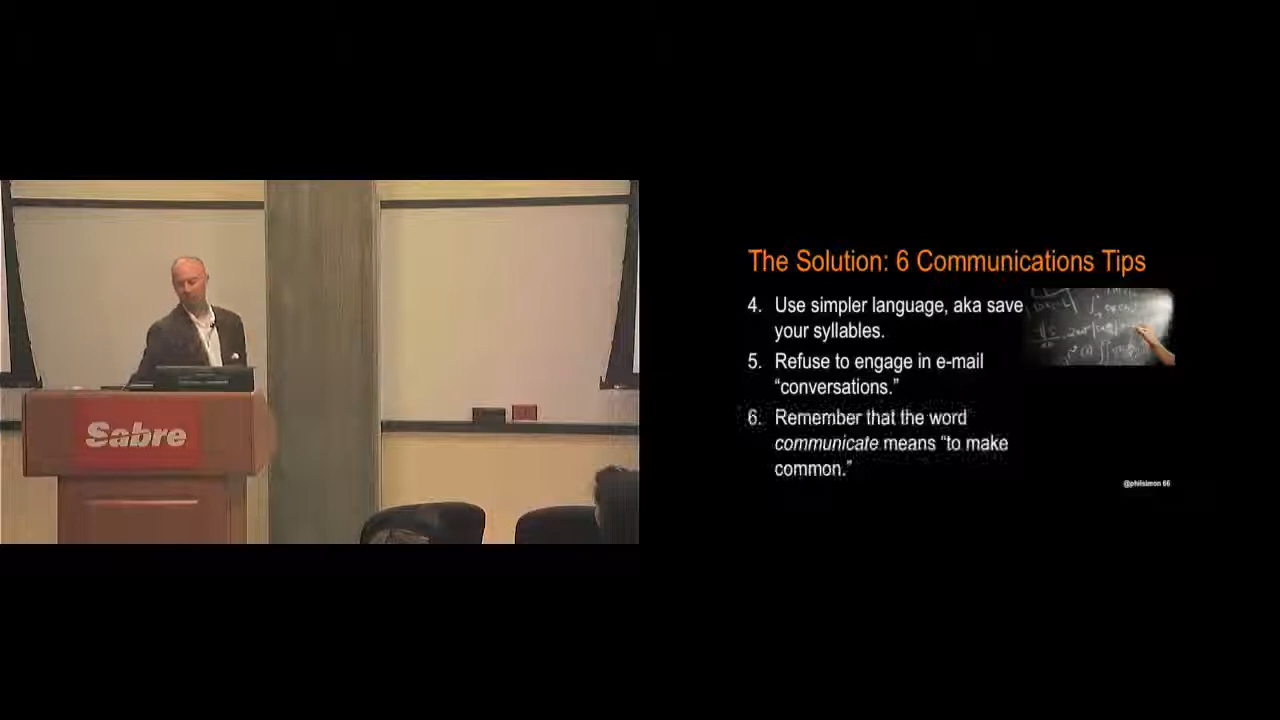 Sabre
The Solution: 6 Communications Tips
4. Use simpler language, aka save
your syllables.
5. Refuse to engage in e-mail
“conversations.”
6. Remember that the word
communicate means “to make
common.”
@philsimon 66